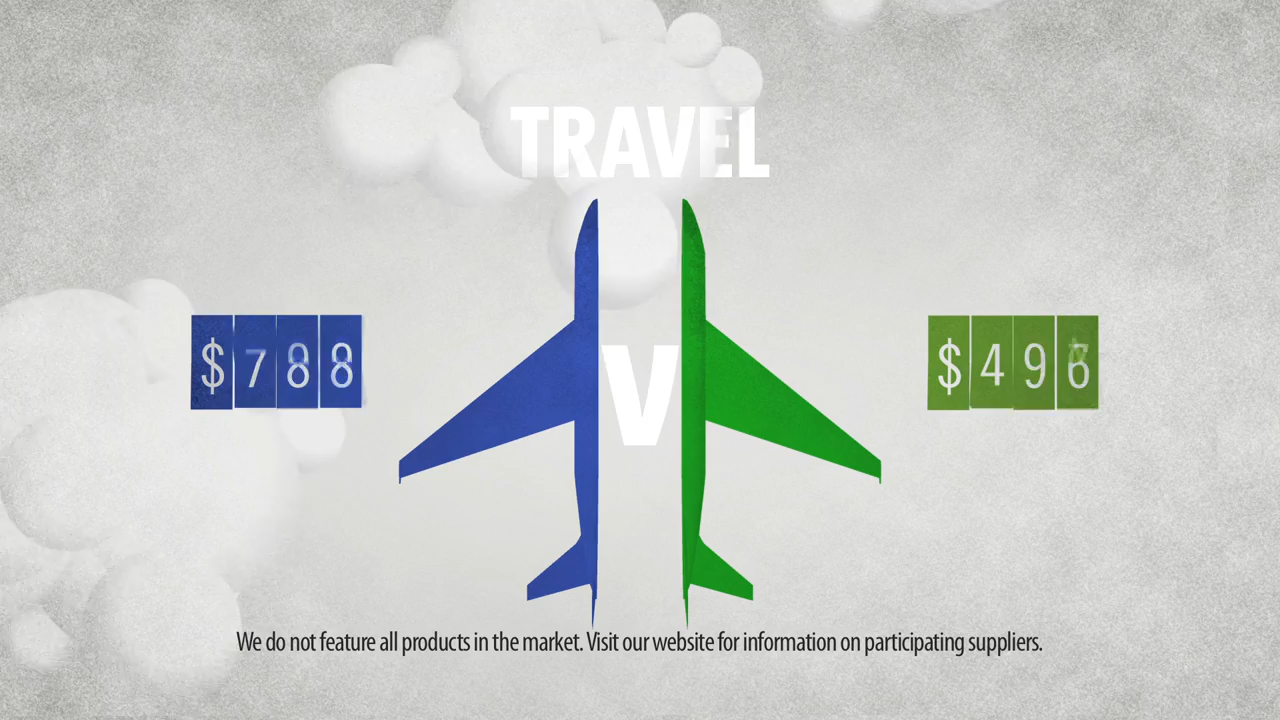 TRAVEL
V
$788
$496
We do not feature all products in the market. Visit our website for information on participating suppliers.